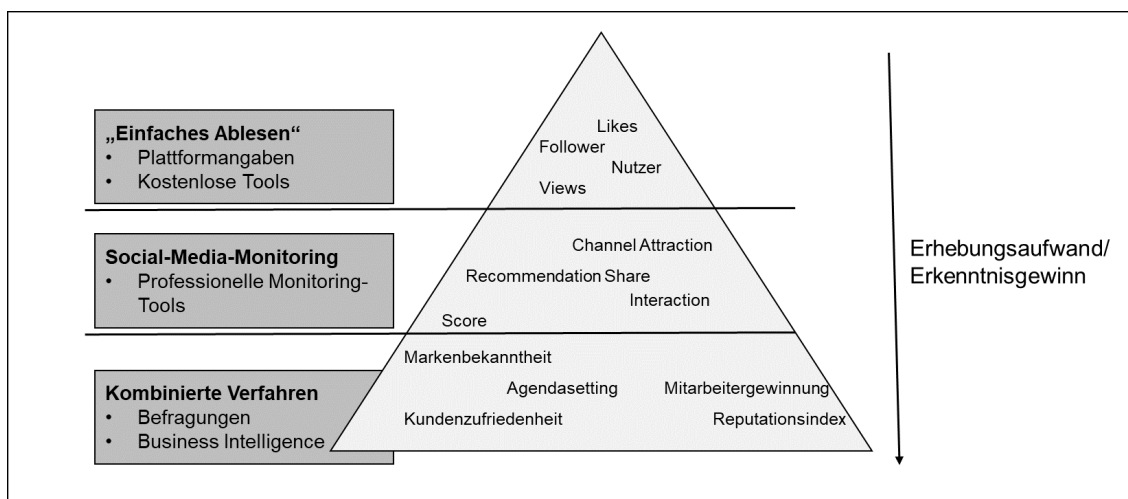 „Einfaches Ablesen“
• Plattformangaben
• Kostenlose Tools
Likes
Follower
Nutzer
Views
Social-Media-Monitoring
• Professionelle Monitoring-
Tools
Channel Attraction
Recommendation Share
Interaction
Score
Kombinierte Verfahren
• Befragungen
• Business Intelligence
Markenbekanntheit
Agendasetting
Mitarbeitergewinnung
Kundenzufriedenheit
Reputationsindex
Erhebungsaufwand/
Erkenntnisgewinn